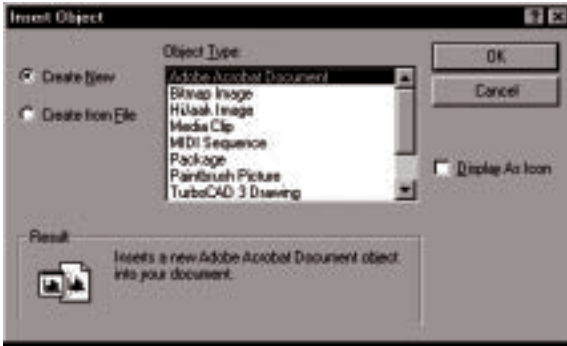 Insert Object
Object Type:
Create New
Create from File
Adobe Acrobat Document
Bitmap Image
HiJaak Image
Media Clip
MIDI Sequence
Package
Paintbrush Picture
TurboCAD 3 Drawing
OK
Cancel
Display As Icon
Result
Inserts a new Adobe Acrobat Document object
into your document.